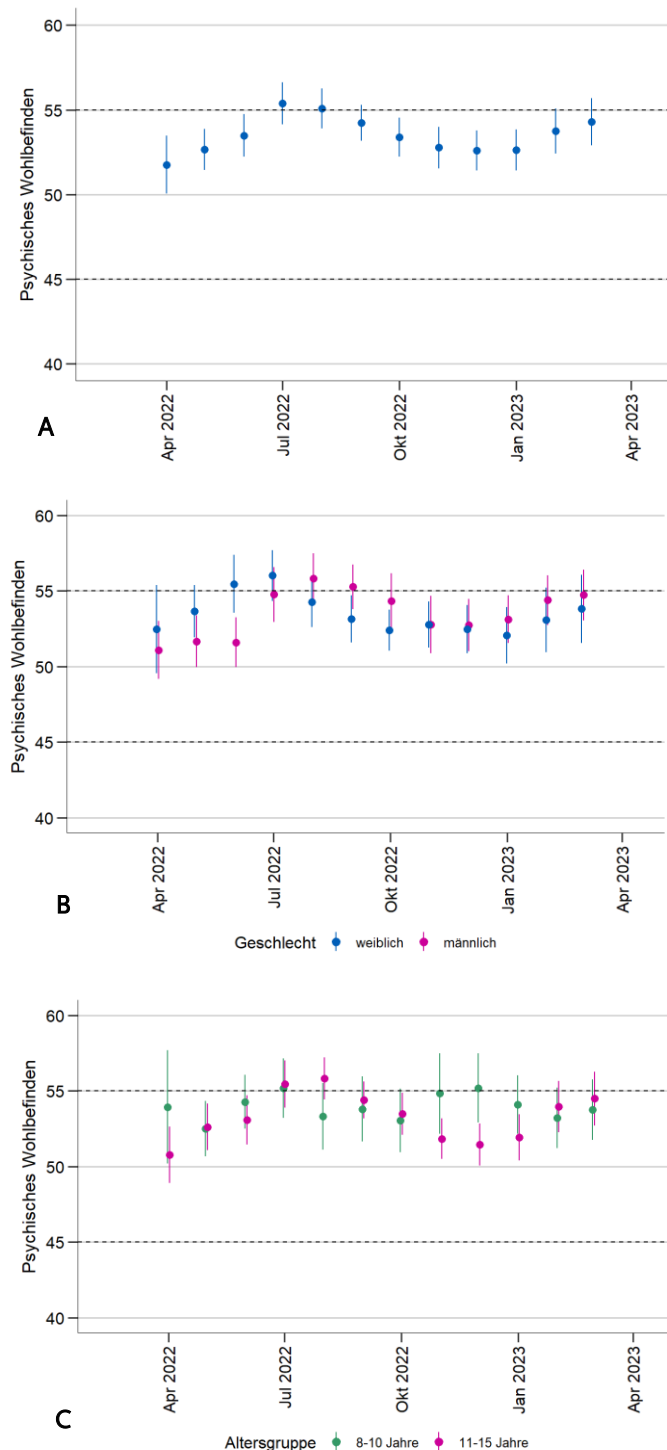 60
55
50
45
40
Psychisches Wohlbefinden
Apr 2022
Jul 2022
Okt 2022
Jan 2023
Apr 2023
A
60
55
50
45
40
Psychisches Wohlbefinden
Apr 2022
Jul 2022
Okt 2022
Jan 2023
Apr 2023
B
Geschlecht weiblich männlich
60
55
50
45
40
Psychisches Wohlbefinden
Apr 2022
Jul 2022
Okt 2022
Jan 2023
Apr 2023
C
Altersgruppe 8-10 Jahre 11-15 Jahre